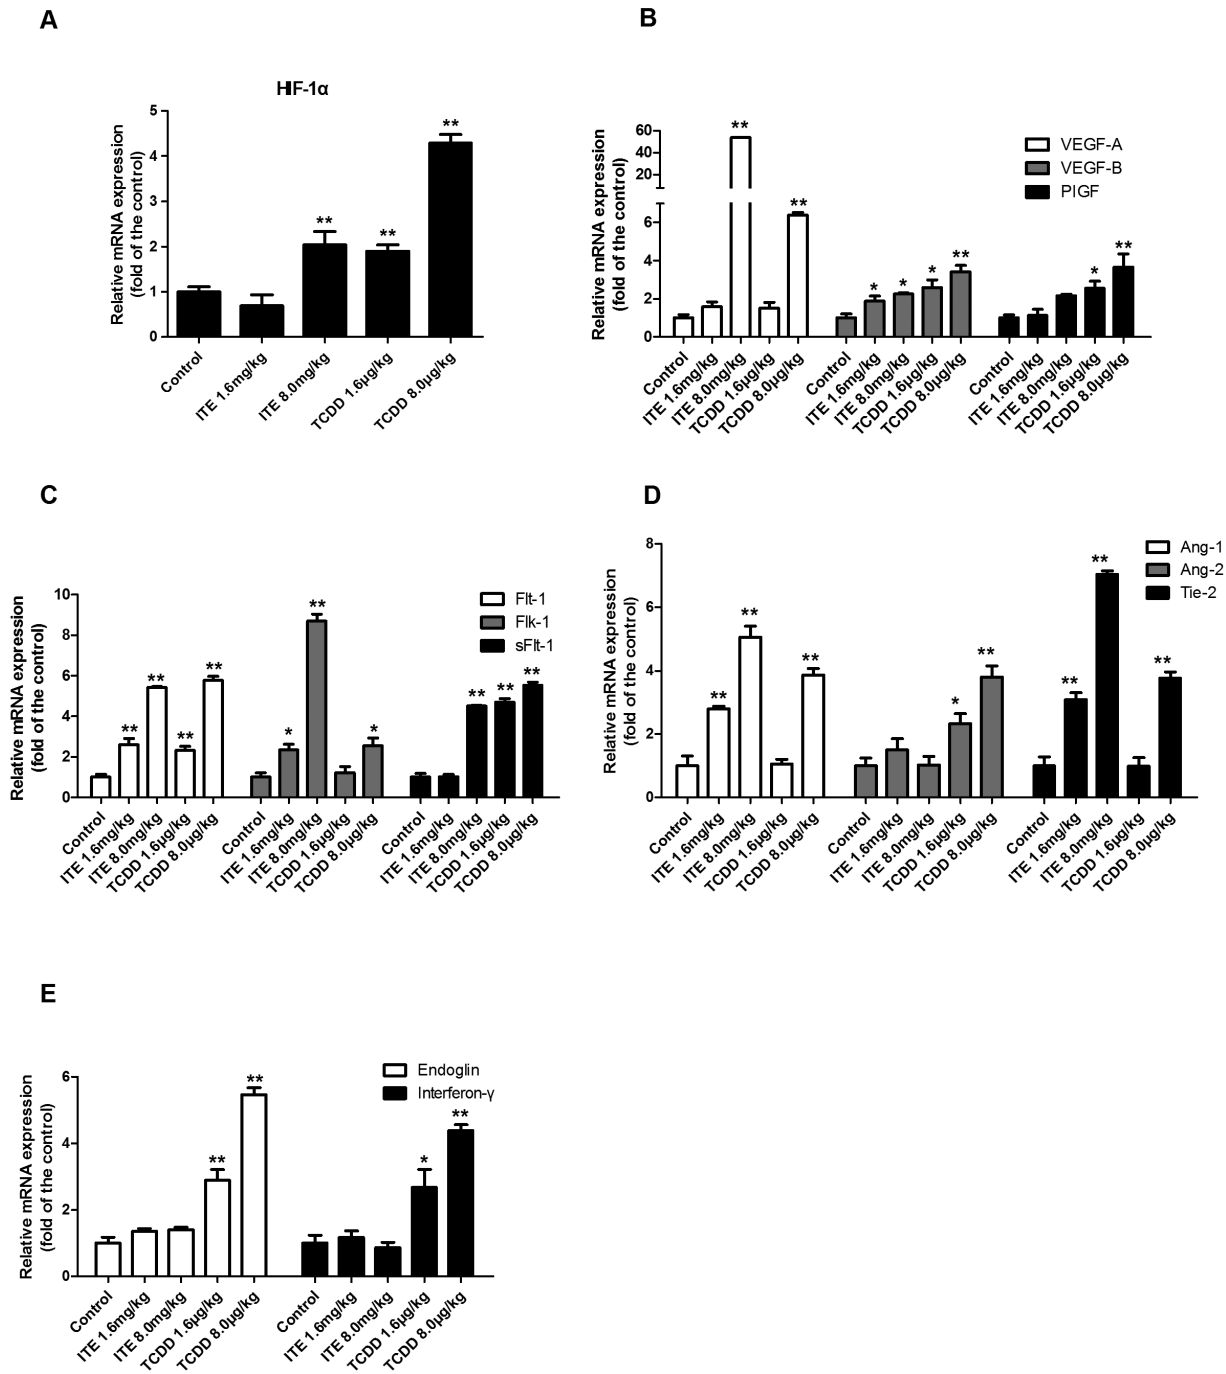 A
HIF-1α
Relative mRNA expression
(fold of the control)
5
4
3
2
1
0
**
**
**
Control
ITE 1.6mg/kg
ITE 8.0mg/kg
TCDD 1.6μg/kg
TCDD 8.0μg/kg
B
Relative mRNA expression
(fold of the control)
60
40
20
6
4
2
0
**
**
*
*
*
**
*
**
VEGF-A
VEGF-B
PIGF
Control
ITE 1.6mg/kg
ITE 8.0mg/kg
TCDD 1.6μg/kg
TCDD 8.0μg/kg
Control
ITE 1.6mg/kg
ITE 8.0mg/kg
TCDD 1.6μg/kg
TCDD 8.0μg/kg
Control
ITE 1.6mg/kg
ITE 8.0mg/kg
TCDD 1.6μg/kg
TCDD 8.0μg/kg
C
Relative mRNA expression
(fold of the control)
10
8
6
4
2
0
**
**
**
**
*
**
*
**
**
**
Flt-1
Flk-1
sFlt-1
Control
ITE 1.6mg/kg
ITE 8.0mg/kg
TCDD 1.6μg/kg
TCDD 8.0μg/kg
Control
ITE 1.6mg/kg
ITE 8.0mg/kg
TCDD 1.6μg/kg
TCDD 8.0μg/kg
Control
ITE 1.6mg/kg
ITE 8.0mg/kg
TCDD 1.6μg/kg
TCDD 8.0μg/kg
D
Relative mRNA expression
(fold of the control)
8
6
4
2
0
**
**
**
*
**
**
**
**
Ang-1
Ang-2
Tie-2
Control
ITE 1.6mg/kg
ITE 8.0mg/kg
TCDD 1.6μg/kg
TCDD 8.0μg/kg
Control
ITE 1.6mg/kg
ITE 8.0mg/kg
TCDD 1.6μg/kg
TCDD 8.0μg/kg
Control
ITE 1.6mg/kg
ITE 8.0mg/kg
TCDD 1.6μg/kg
TCDD 8.0μg/kg
E
Relative mRNA expression
(fold of the control)
6
4
2
0
**
**
*
**
Endoglin
Interferon-γ
Control
ITE 1.6mg/kg
ITE 8.0mg/kg
TCDD 1.6μg/kg
TCDD 8.0μg/kg
Control
ITE 1.6mg/kg
ITE 8.0mg/kg
TCDD 1.6μg/kg
TCDD 8.0μg/kg